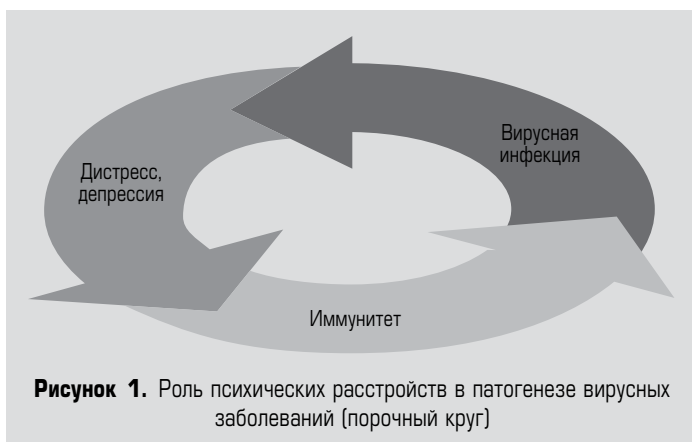 Вирусная
инфекция
Дистресс,
депрессия
Иммунитет
Рисунок 1. Роль психических расстройств в патогенезе вирусных
заболеваний (порочный круг)